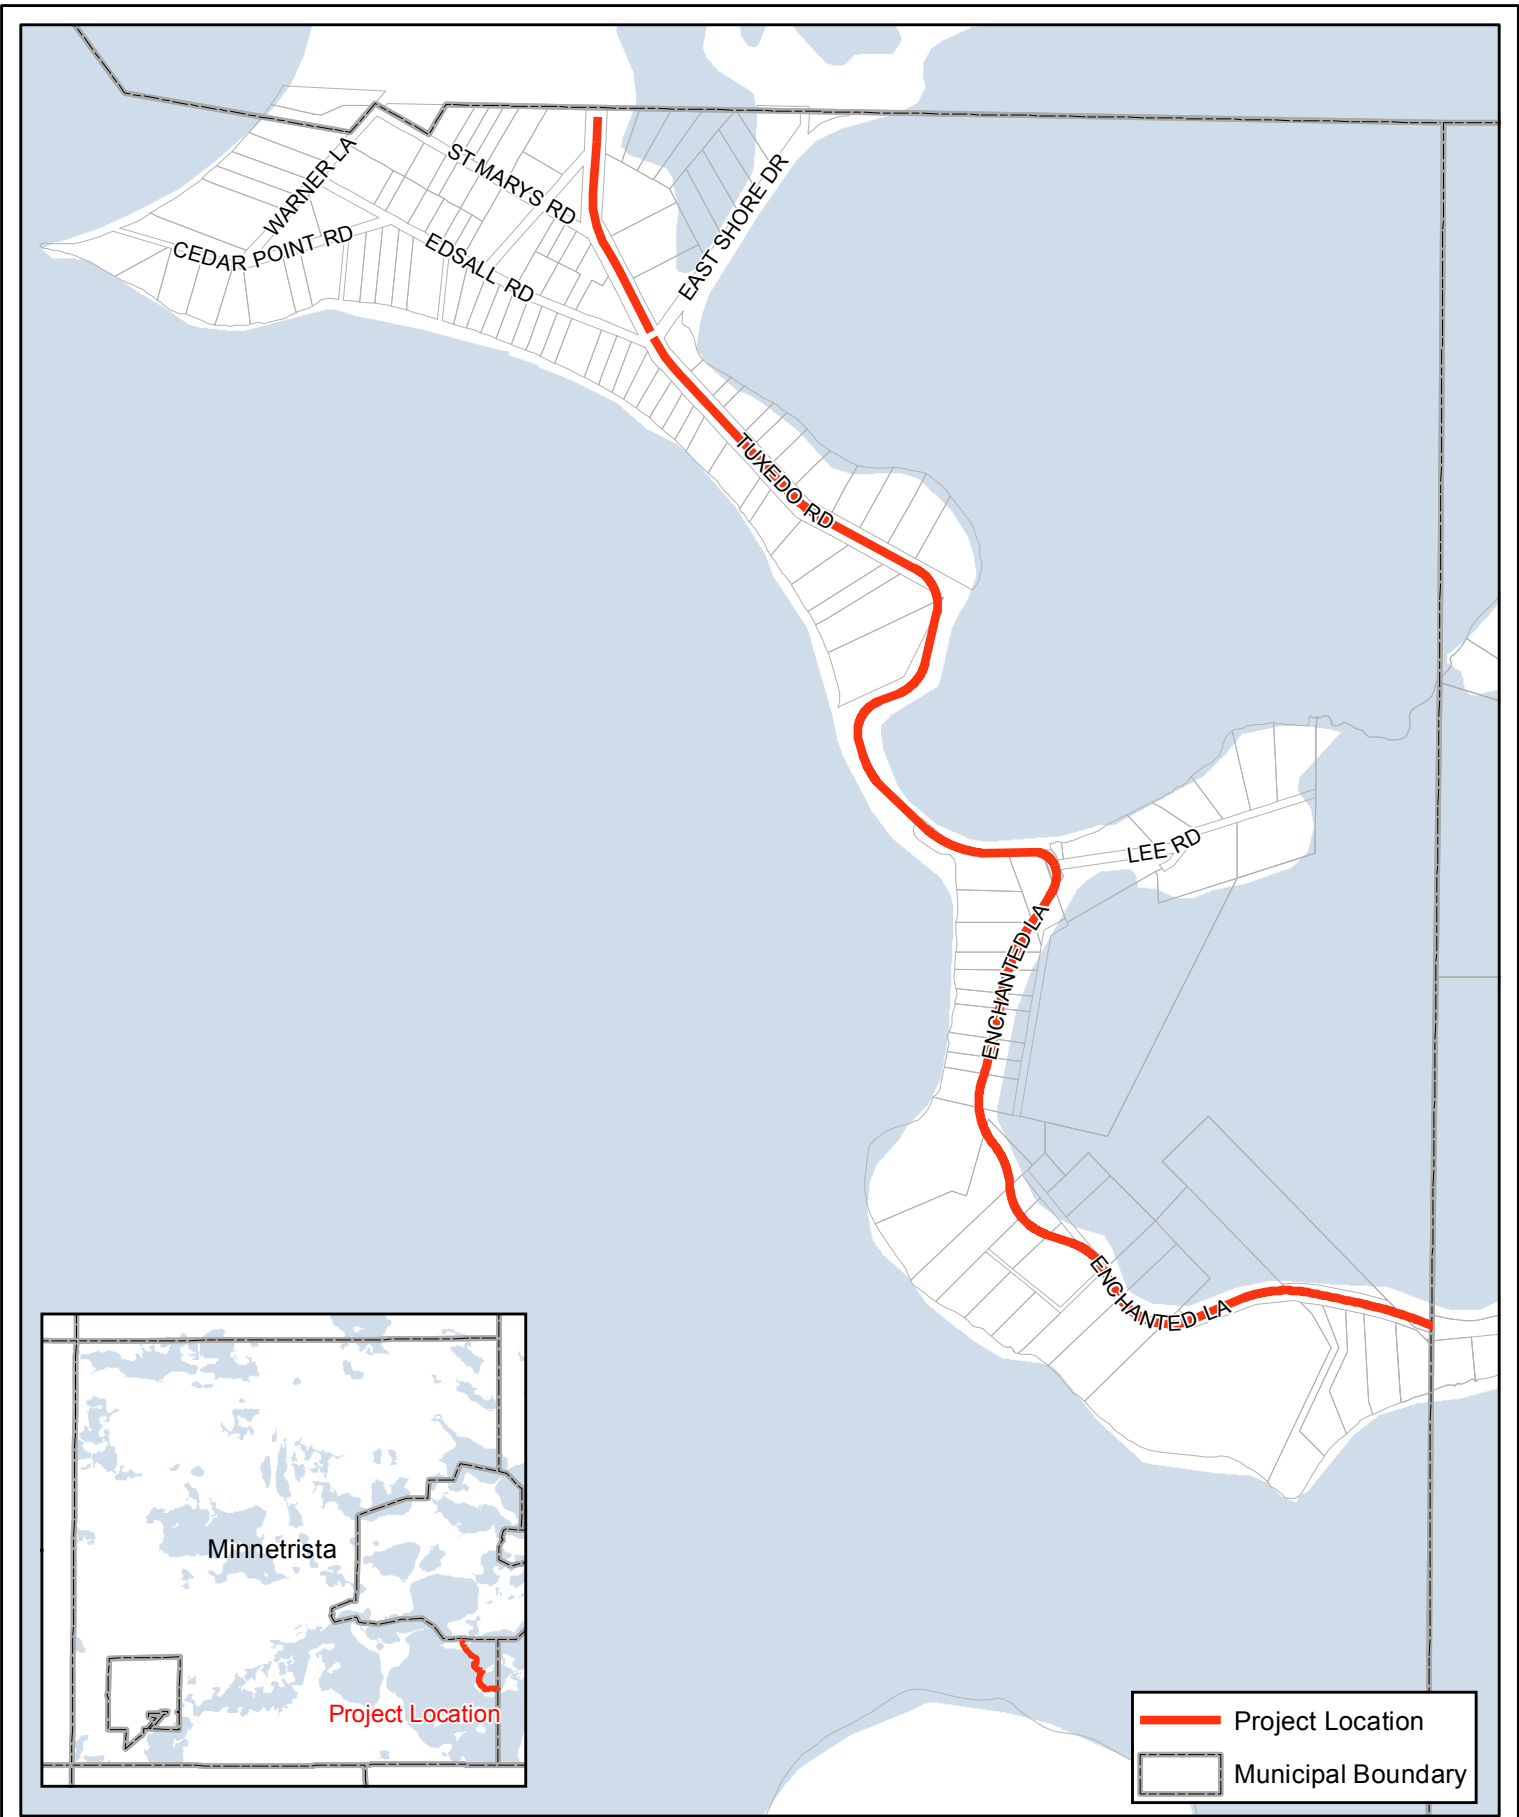 WARNER LA
ST MARYS RD
EAST SHORE DR
CEDAR POINT RD
EDSALL RD
TUXEDO RD
LEE RD
ENCHANTED LA
ENCHANTED LA
Minnetrista
Project Location
Project Location
Municipal Boundary